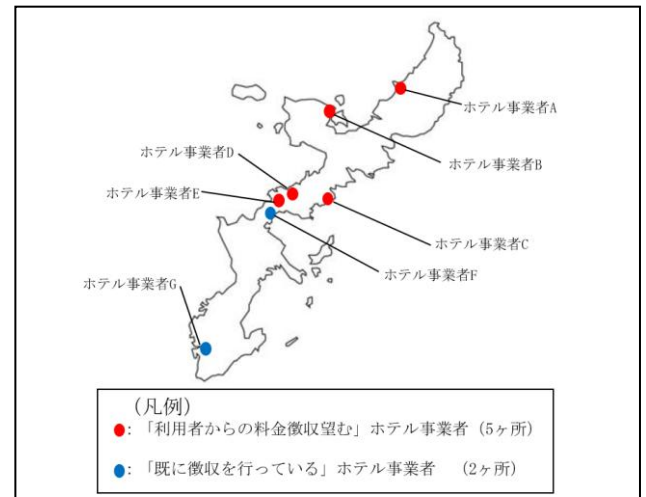 ホテル事業者A
ホテル事業者D
ホテル事業者B
ホテル事業者E
ホテル事業者C
ホテル事業者F
ホテル事業者G
(凡例)
●:「利用者からの料金徴収望む」ホテル事業者(5ヶ所)
●:「既に徴収を行っている」ホテル事業者 (2ヶ所)